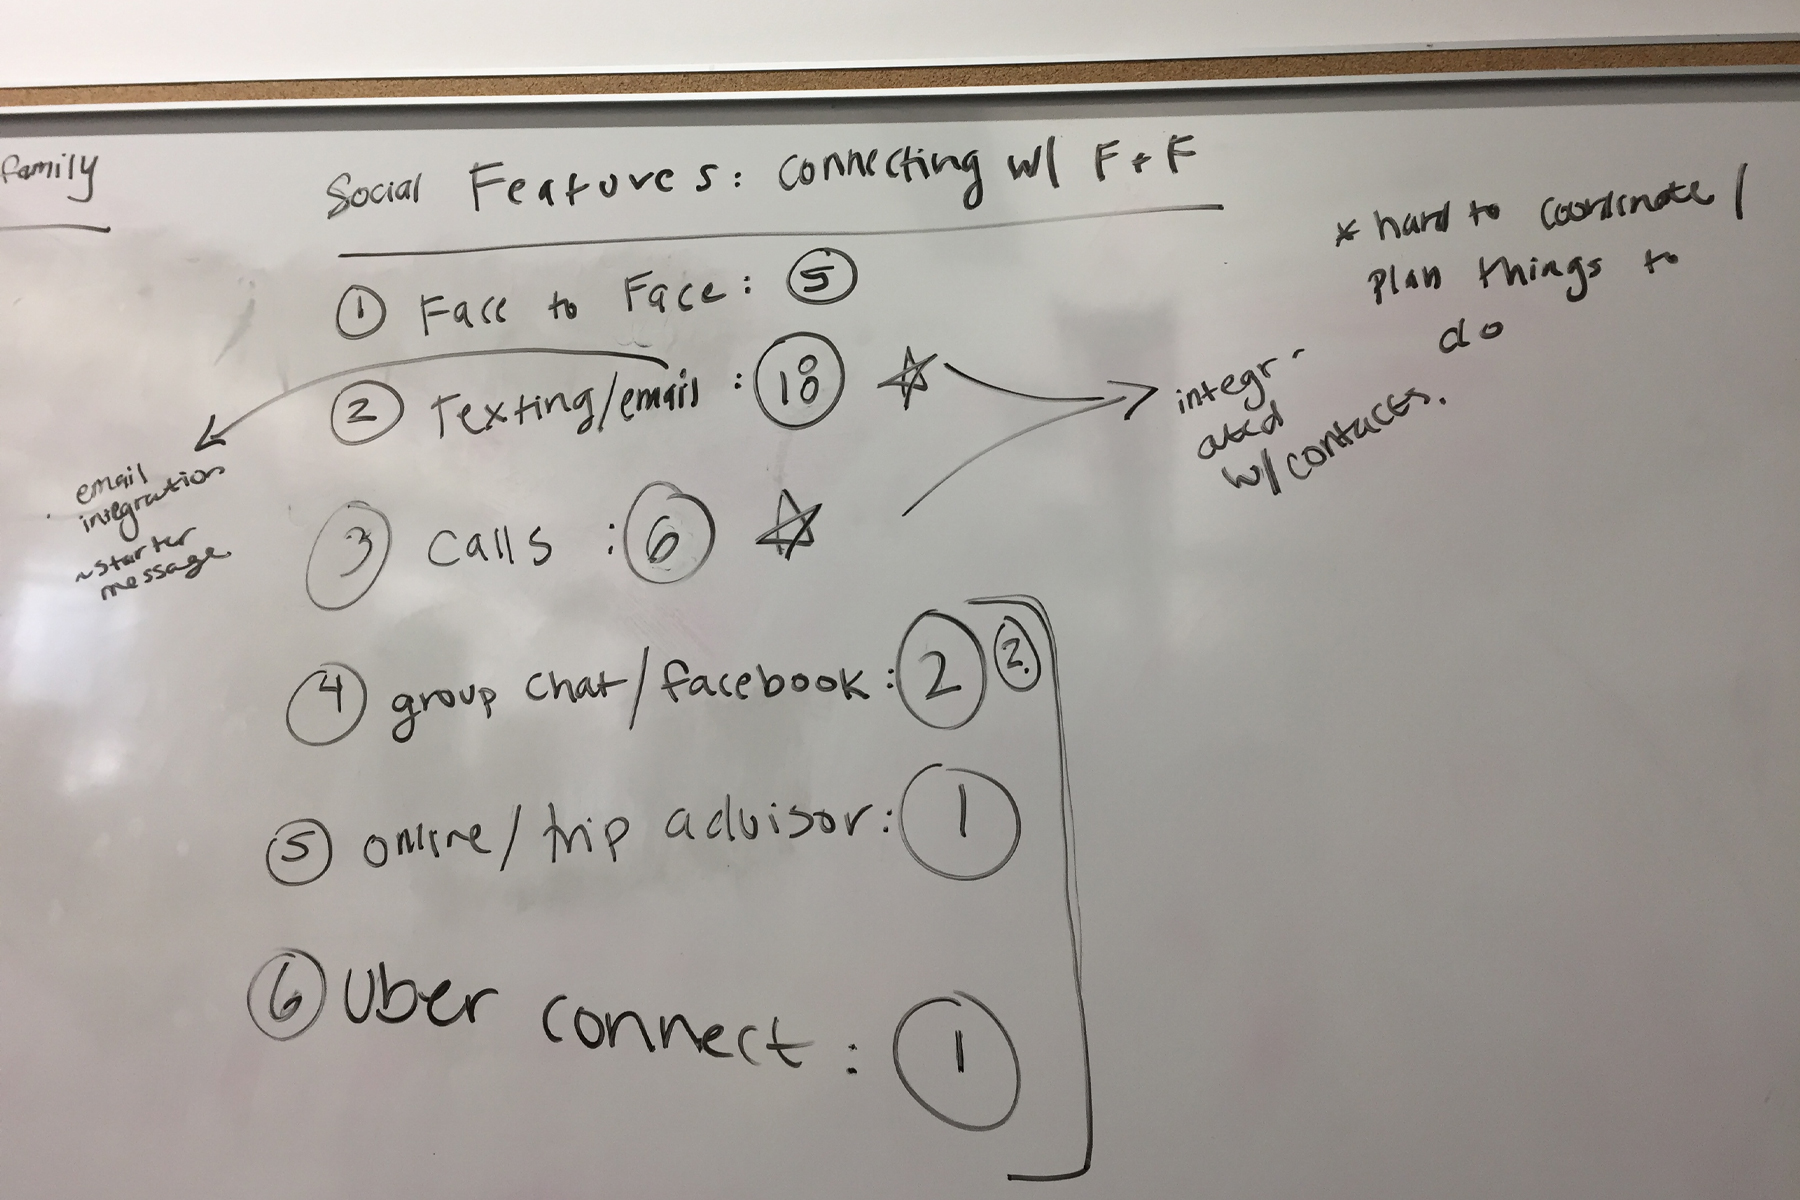 family
Social Features: connecting w/ F + F
* hard to coordinate /
plan things to
do
① Face to Face: ⑤
② Texting/email : ⑱ ☆
integr-
ated
w/ contacts.
email
integration
~starter
message
③ calls : ⑥ ☆
④ group chat/facebook: ② ?
⑤ online/trip advisor: ①
⑥ Uber connect : ①